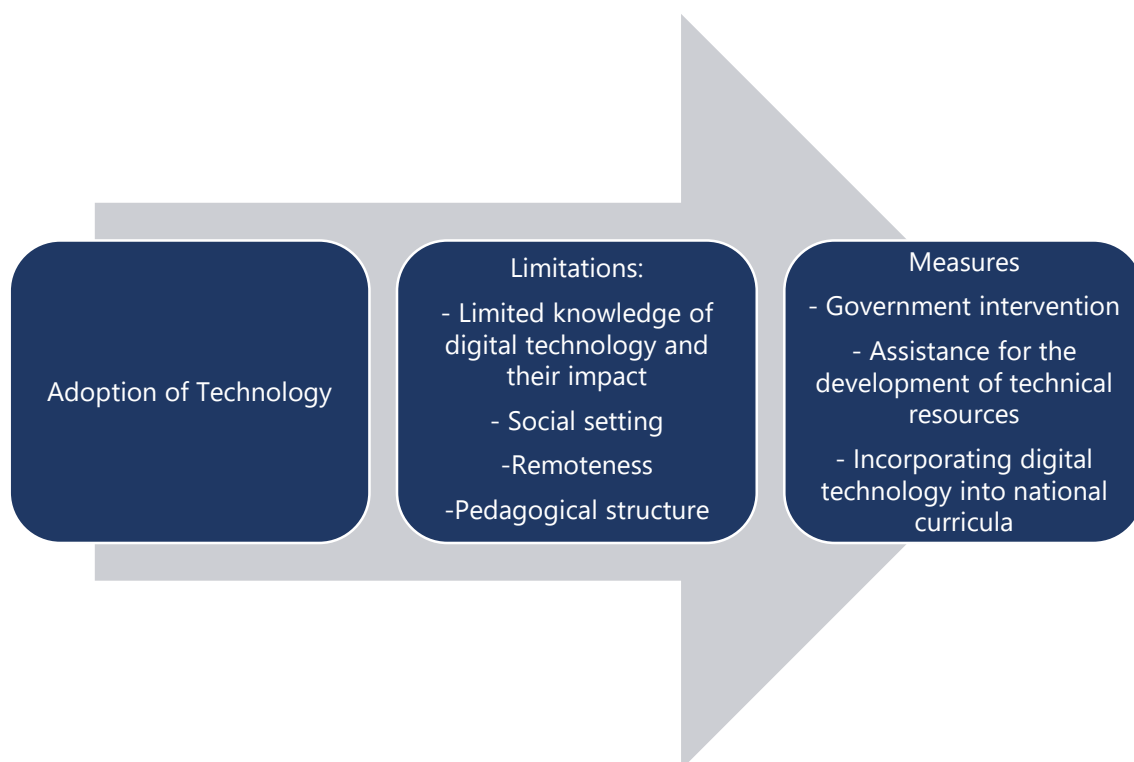 Adoption of Technology
Limitations:
- Limited knowledge of
digital technology and
their impact
- Social setting
-Remoteness
-Pedagogical structure
Measures
- Government intervention
- Assistance for the
development of technical
resources
- Incorporating digital
technology into national
curricula